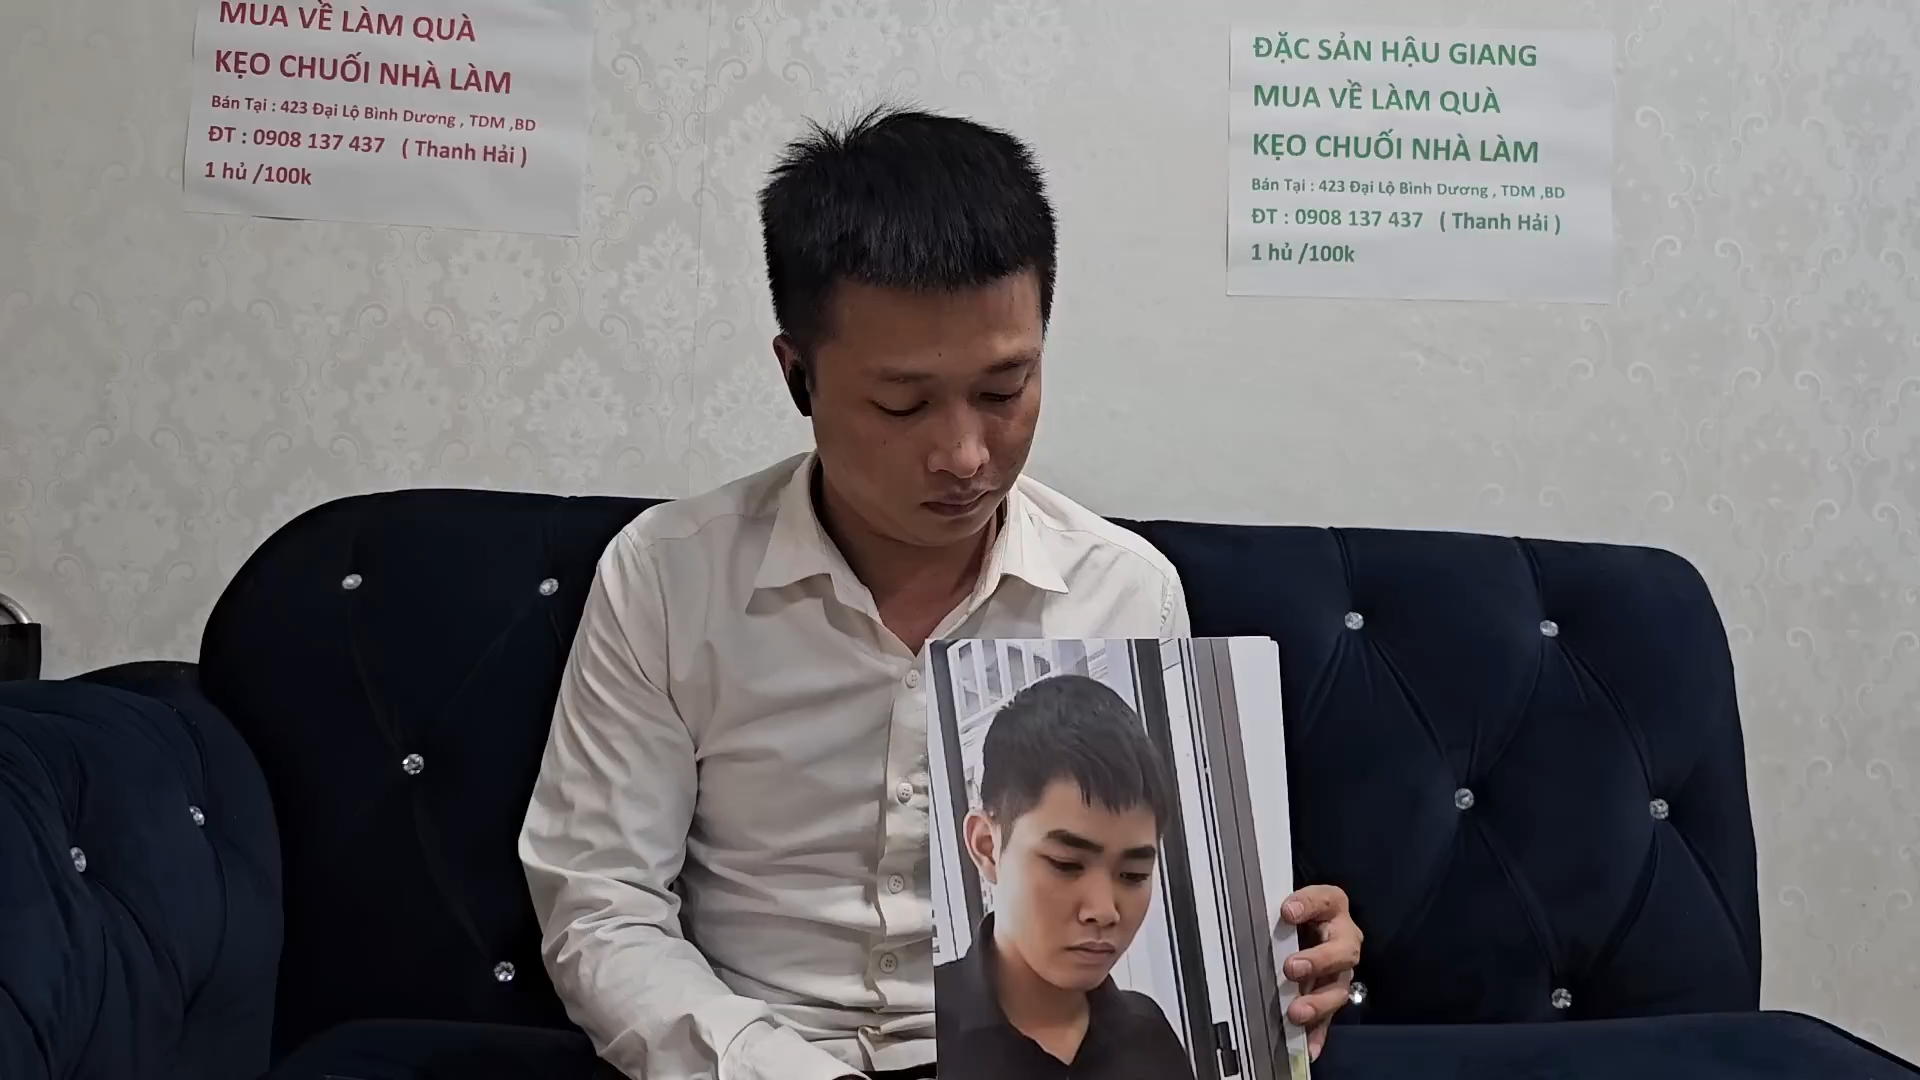 MUA VỀ LÀM QUÀ
KẸO CHUỐI NHÀ LÀM
Bán Tại : 423 Đại Lộ Bình Dương , TDM ,BD
ĐT : 0908 137 437 ( Thanh Hải )
1 hủ /100k
ĐẶC SẢN HẬU GIANG
MUA VỀ LÀM QUÀ
KẸO CHUỐI NHÀ LÀM
Bán Tại : 423 Đại Lộ Bình Dương , TDM ,BD
ĐT : 0908 137 437 ( Thanh Hải )
1 hủ /100k